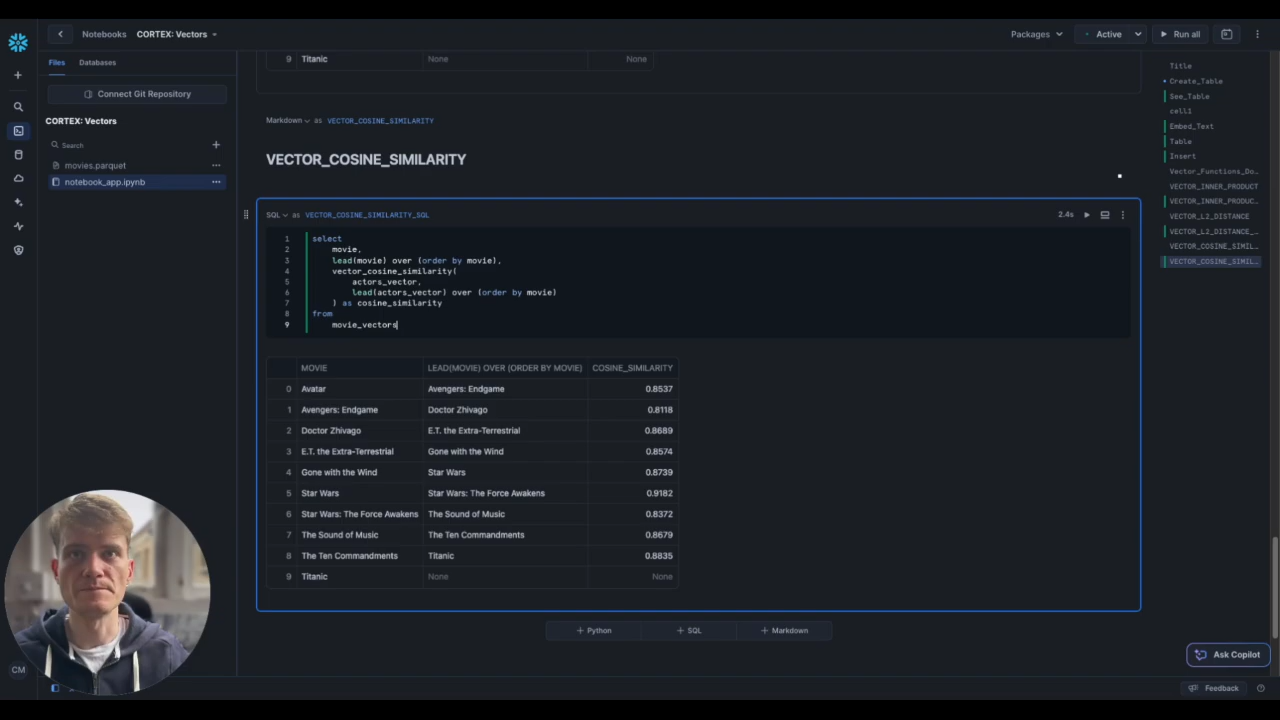 Notebooks CORTEX: Vectors
Packages Active Run all
Files Databases
Connect Git Repository
CORTEX: Vectors
Search
movies.parquet
notebook_app.ipynb
9 Titanic None None
Markdown as VECTOR_COSINE_SIMILARITY
VECTOR_COSINE_SIMILARITY
SQL as VECTOR_COSINE_SIMILARITY_SQL 2.4s
1 select
2 movie,
3 lead(movie) over (order by movie),
4 vector_cosine_similarity(
5 actors_vector,
6 lead(actors_vector) over (order by movie)
7 ) as cosine_similarity
8 from
9 movie_vectors
MOVIE LEAD(MOVIE) OVER (ORDER BY MOVIE) COSINE_SIMILARITY
0 Avatar Avengers: Endgame 0.8537
1 Avengers: Endgame Doctor Zhivago 0.8118
2 Doctor Zhivago E.T. the Extra-Terrestrial 0.8689
3 E.T. the Extra-Terrestrial Gone with the Wind 0.8574
4 Gone with the Wind Star Wars 0.8739
5 Star Wars Star Wars: The Force Awakens 0.9182
6 Star Wars: The Force Awakens The Sound of Music 0.8372
7 The Sound of Music The Ten Commandments 0.8679
8 The Ten Commandments Titanic 0.8835
9 Titanic None None
+ Python + SQL + Markdown
Title
Create_Table
See_Table
cell1
Embed_Text
Table
Insert
Vector_Functions_Do...
VECTOR_INNER_PRODUCT
VECTOR_INNER_PRODUC...
VECTOR_L2_DISTANCE
VECTOR_L2_DISTANCE_...
VECTOR_COSINE_SIMIL...
VECTOR_COSINE_SIMIL...
Ask Copilot
CM
Feedback